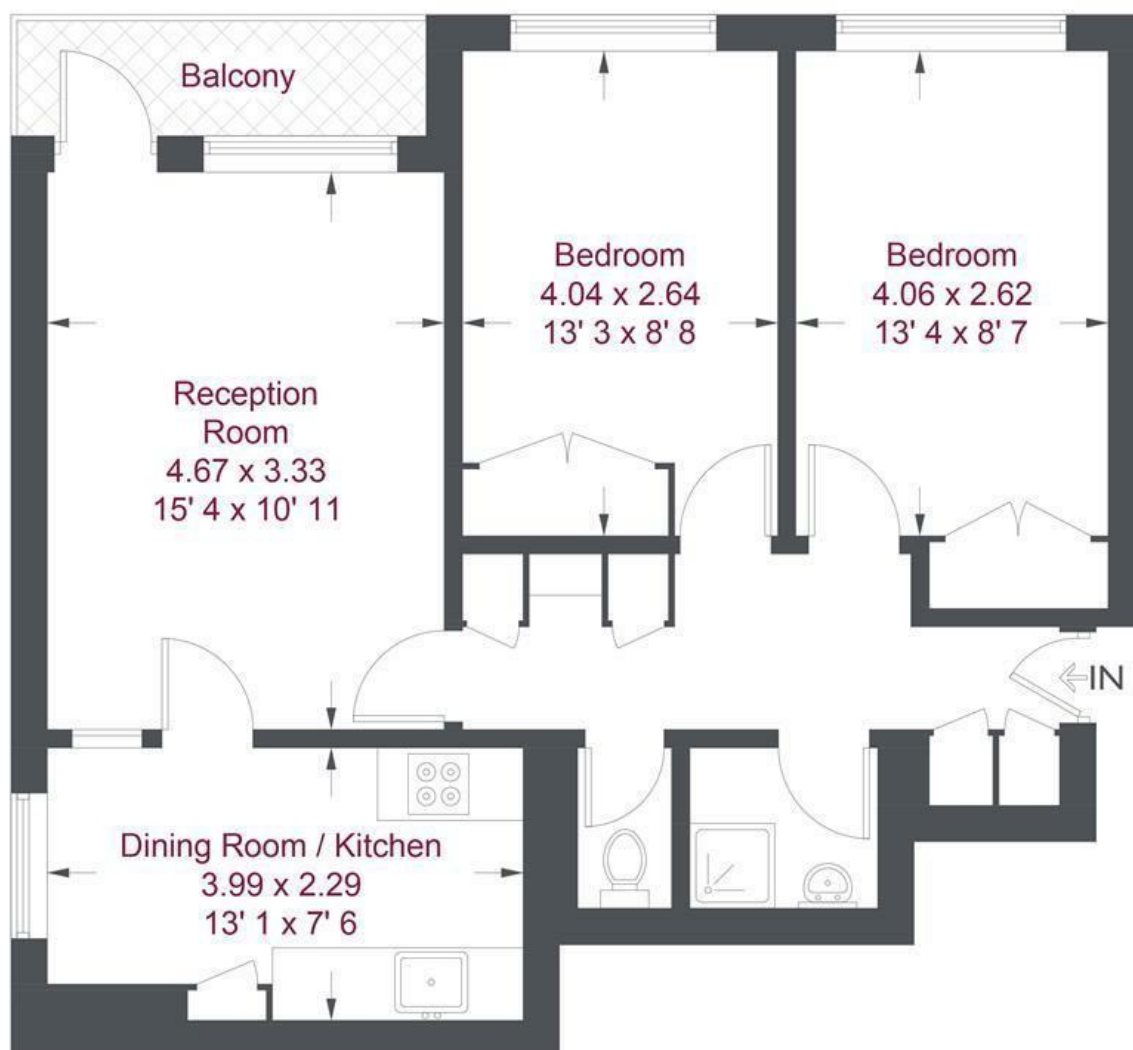 Balcony
Bedroom
4.04 x 2.64
13' 3 x 8' 8
Bedroom
4.06 x 2.62
13' 4 x 8' 7
Reception
Room
4.67 x 3.33
15' 4 x 10' 11
IN
Dining Room / Kitchen
3.99 x 2.29
13' 1 x 7' 6